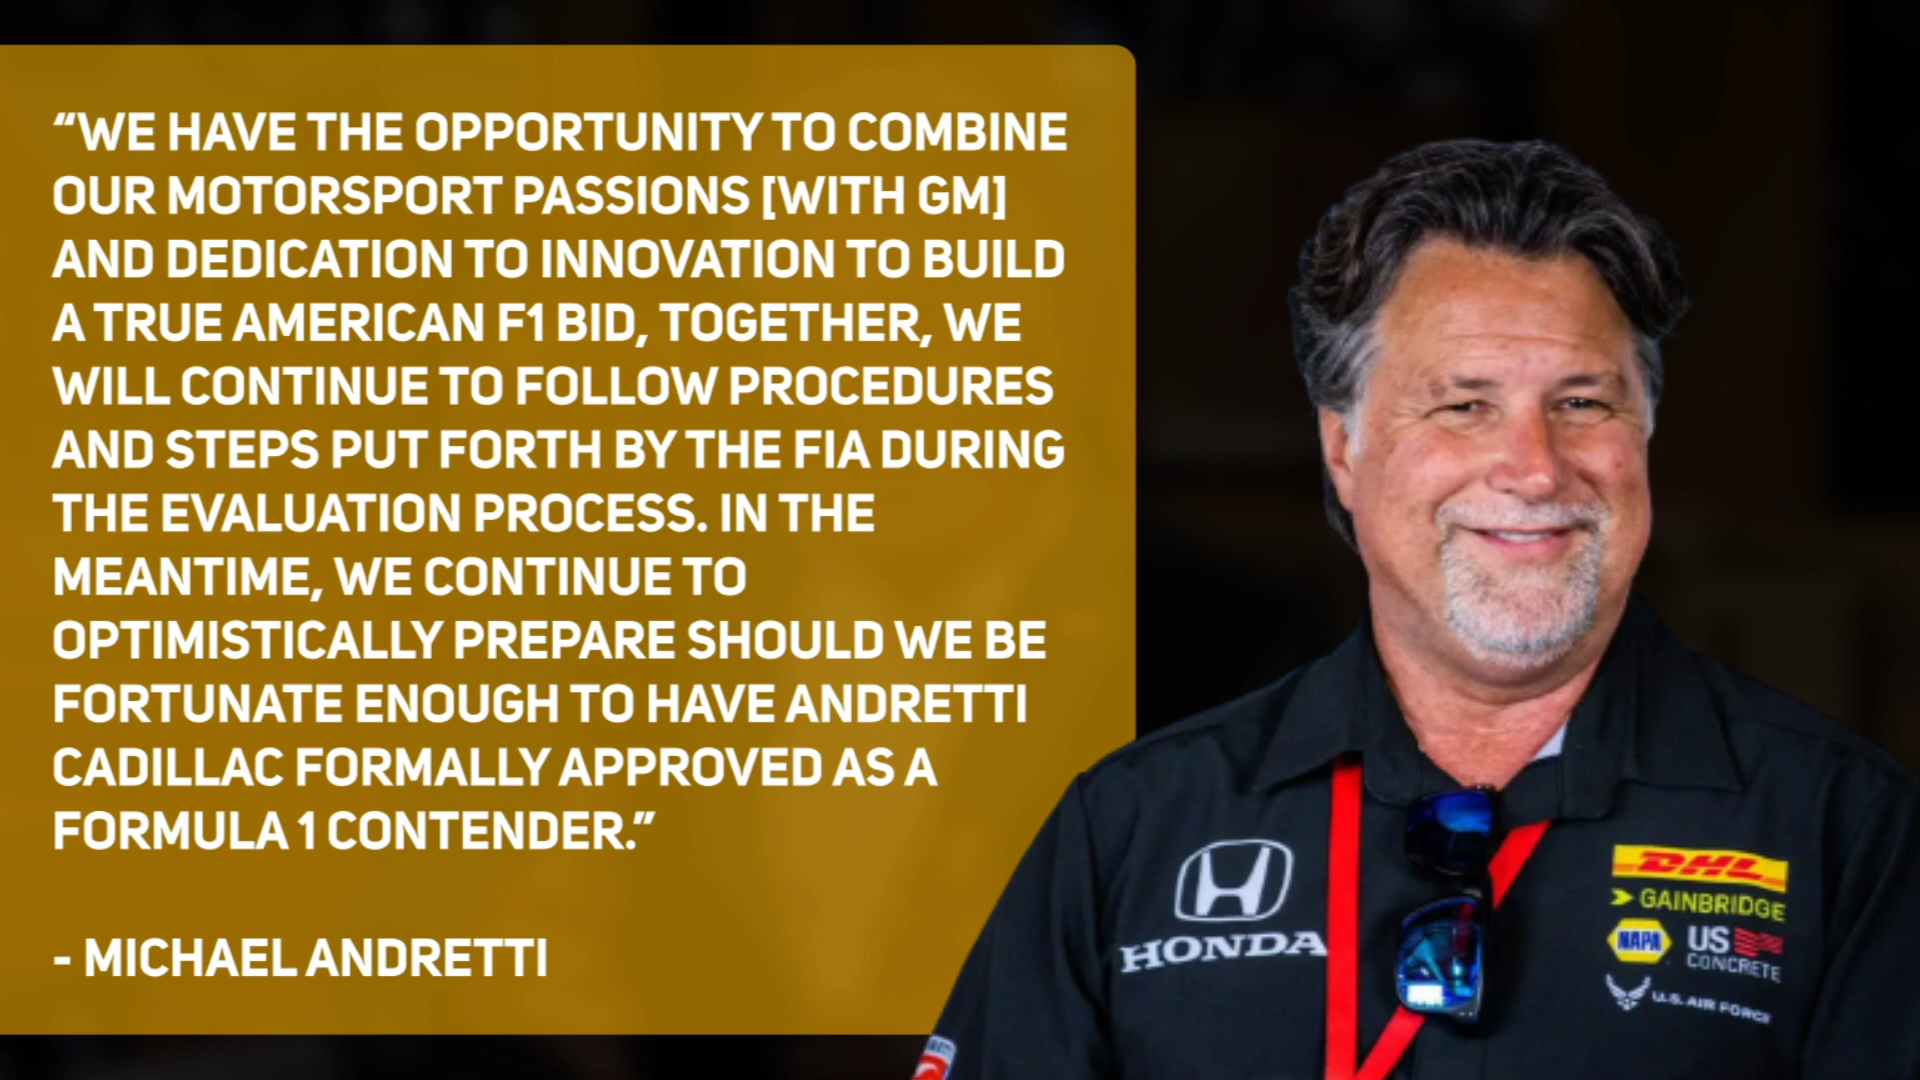 “WE HAVE THE OPPORTUNITY TO COMBINE
OUR MOTORSPORT PASSIONS [WITH GM]
AND DEDICATION TO INNOVATION TO BUILD
A TRUE AMERICAN F1 BID, TOGETHER, WE
WILL CONTINUE TO FOLLOW PROCEDURES
AND STEPS PUT FORTH BY THE FIA DURING
THE EVALUATION PROCESS. IN THE
MEANTIME, WE CONTINUE TO
OPTIMISTICALLY PREPARE SHOULD WE BE
FORTUNATE ENOUGH TO HAVE ANDRETTI
CADILLAC FORMALLY APPROVED AS A
FORMULA 1 CONTENDER.”
- MICHAEL ANDRETTI
HONDA
DHL
GAINBRIDGE
NAPA
US
CONCRETE
U.S. AIR FORCE